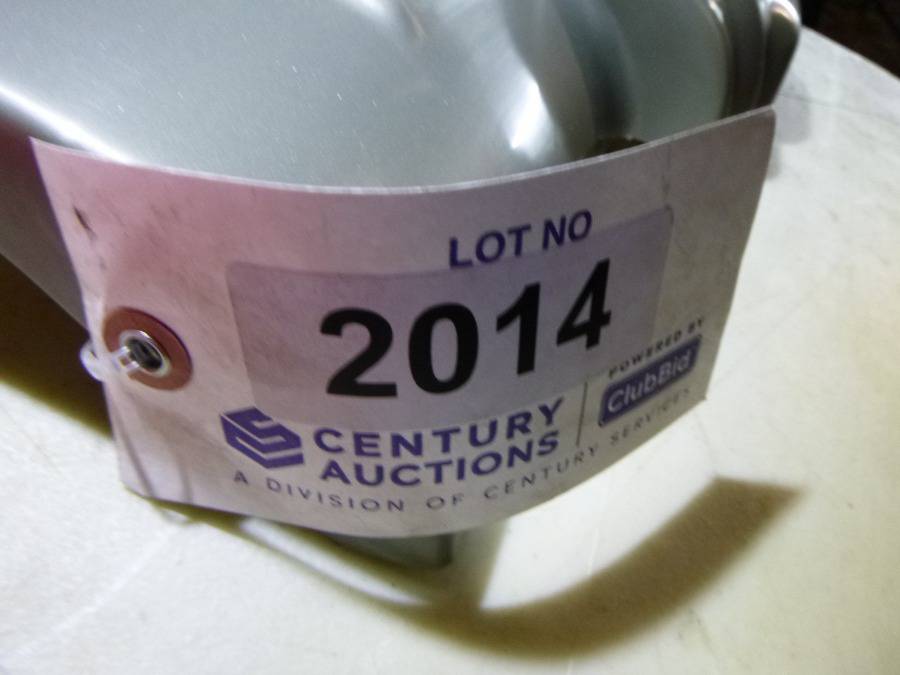 LOT NO
2014
CENTURY
AUCTIONS
A DIVISION OF CENTURY SERVICES
POWERED BY
ClubBid